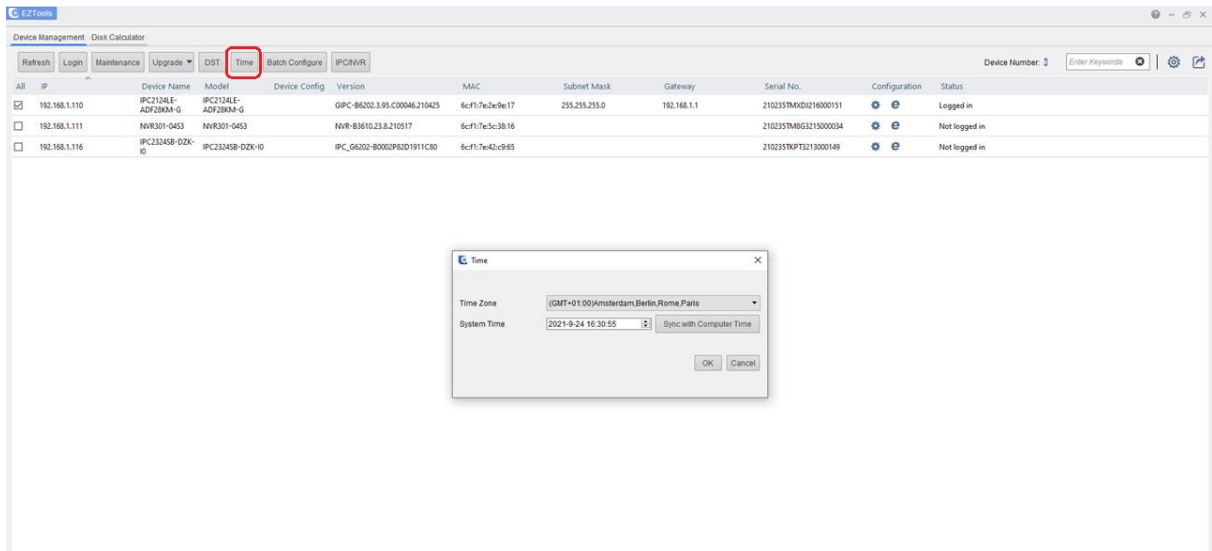 EZTools
Device Management Disk Calculator
Refresh Login Maintenance Upgrade DST Time Batch Configure IPC/NVR Device Number: 3 Enter Keywords
All IP Device Name Model Device Config Version MAC Subnet Mask Gateway Serial No. Configuration Status
192.168.1.110 IPC2124LE-ADF28KM-G IPC2124LE-ADF28KM-G GIPC-B6202.3.95.C00046.210425 6c:f1:7e:2e:9e:17 255.255.255.0 192.168.1.1 210235TMXDJ216000151 Logged in
192.168.1.111 NVR301-04S3 NVR301-04S3 NVR-B3610.23.8.210517 6c:f1:7e:5c:38:16 210235TM8G3215000034 Not logged in
192.168.1.116 IPC2324SB-DZK-I0 IPC2324SB-DZK-I0 IPC_G6202-B0002P82D1911C80 6c:f1:7e:42:c9:65 210235TKPT3213000149 Not logged in
Time
Time Zone (GMT+01:00)Amsterdam,Berlin,Rome,Paris
System Time 2021-9-24 16:30:55 Sync with Computer Time
OK Cancel